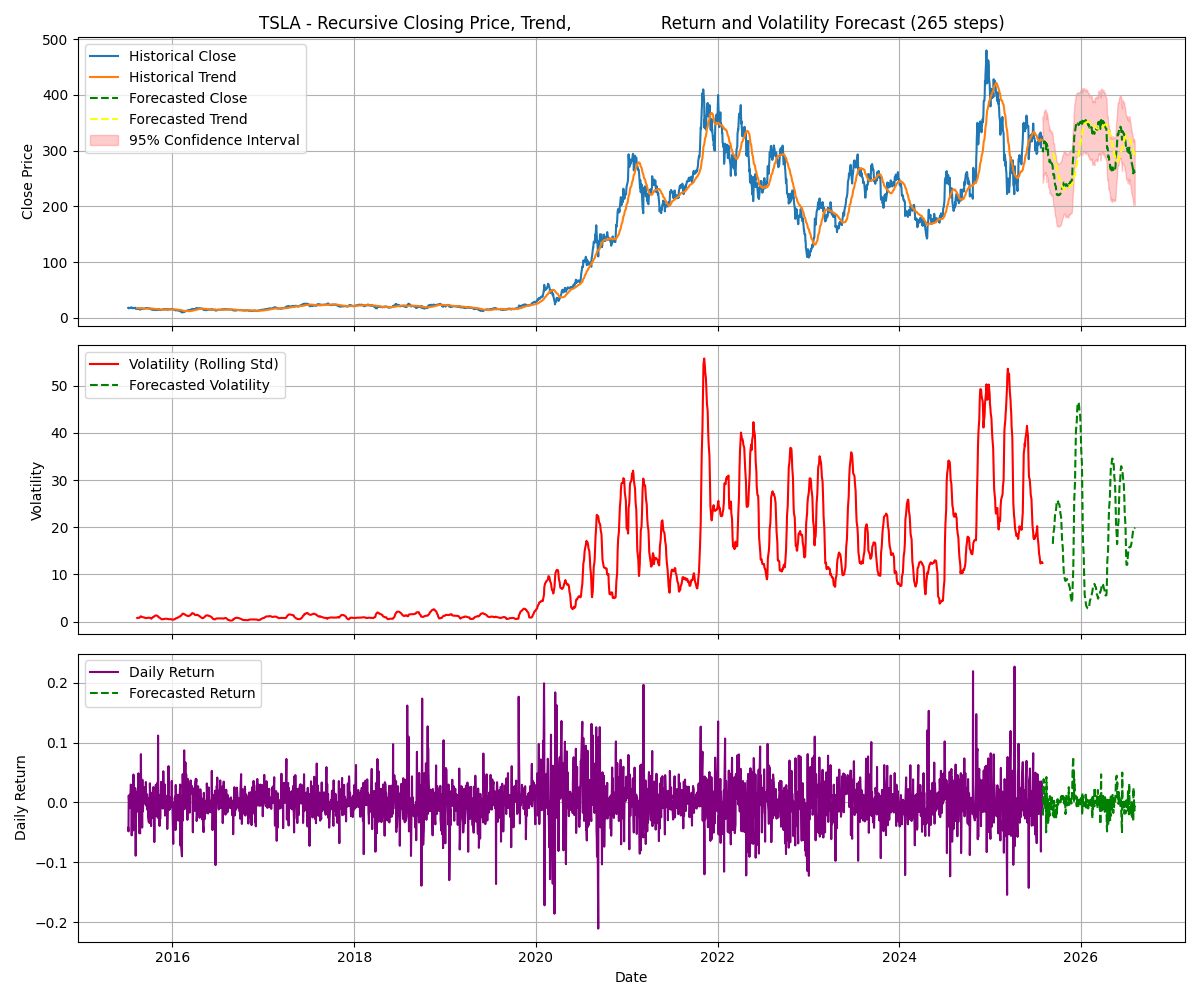 TSLA - Recursive Closing Price, Trend, Return and Volatility Forecast (265 steps)
500
400
300
200
100
0
Close Price
Historical Close
Historical Trend
Forecasted Close
Forecasted Trend
95% Confidence Interval
50
40
30
20
10
0
Volatility
Volatility (Rolling Std)
Forecasted Volatility
0.2
0.1
0.0
−0.1
−0.2
Daily Return
Daily Return
Forecasted Return
2016 2018 2020 2022 2024 2026
Date